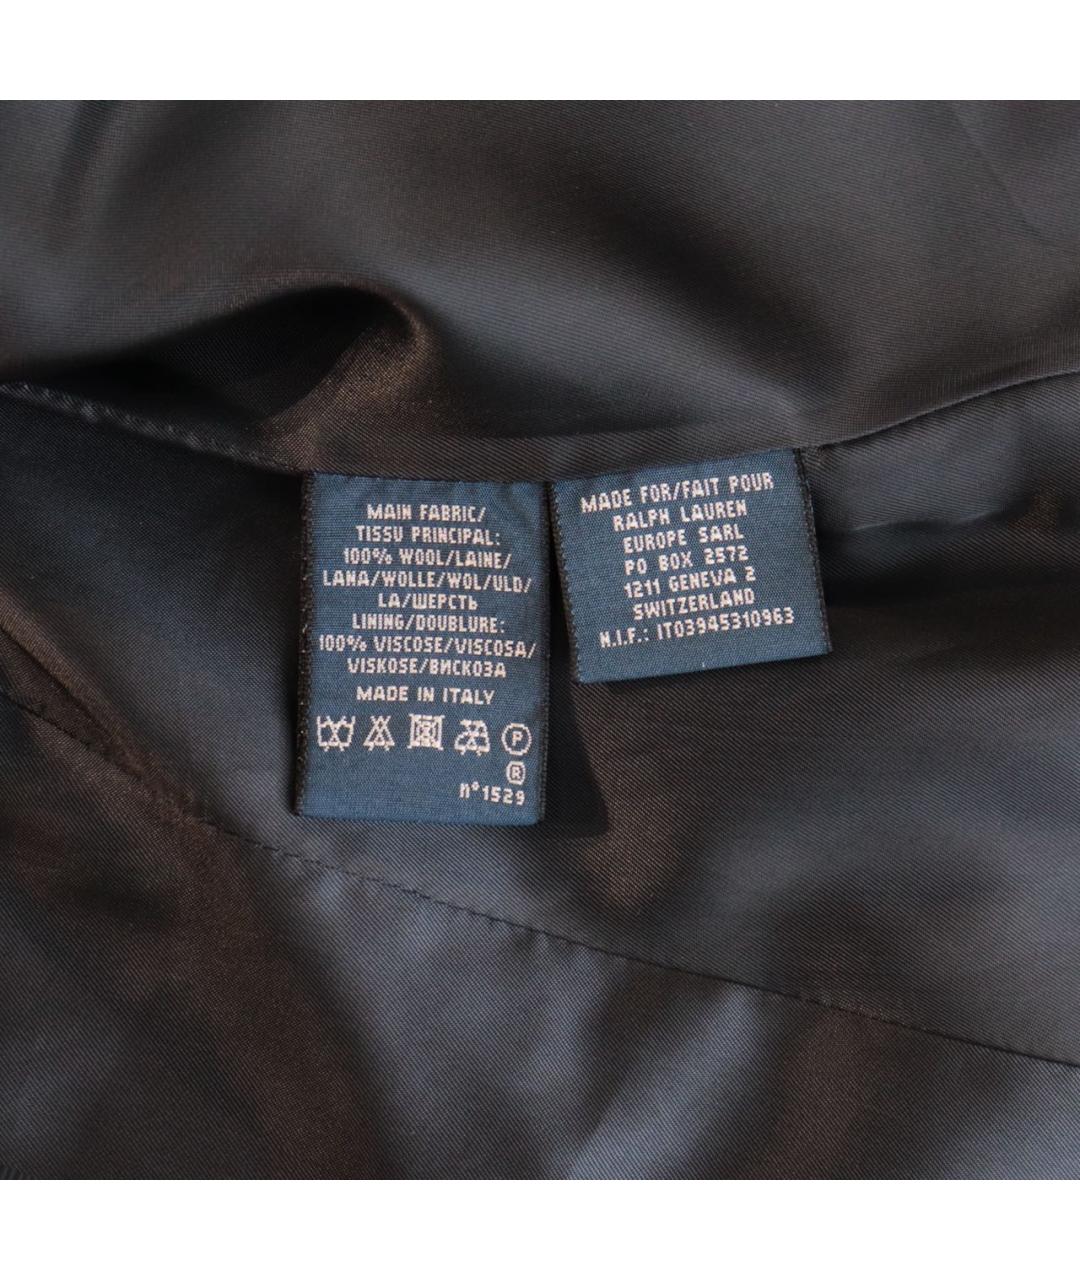 MAIN FABRIC/
TISSU PRINCIPAL:
100% WOOL/LAINE/
LANA/WOLLE/WOL/ULD/
LA/ШЕРСТЬ
LINING/DOUBLURE:
100% VISCOSE/VISCOSA/
VISKOSE/ВИСКОЗА
MADE IN ITALY
P
®
n°1529
MADE FOR/FAIT POUR
RALPH LAUREN
EUROPE SARL
PO BOX 2572
1211 GENEVA 2
SWITZERLAND
N.I.F.: IT03945310963